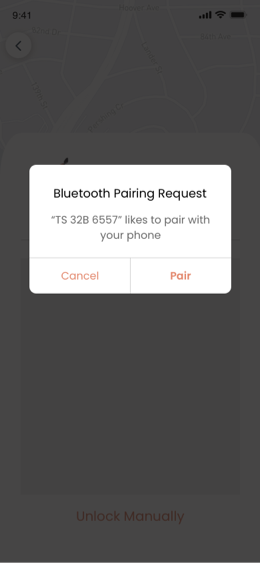 9:41
Bluetooth Pairing Request
“TS 32B 6557” likes to pair with
your phone
Cancel
Pair
Unlock Manually